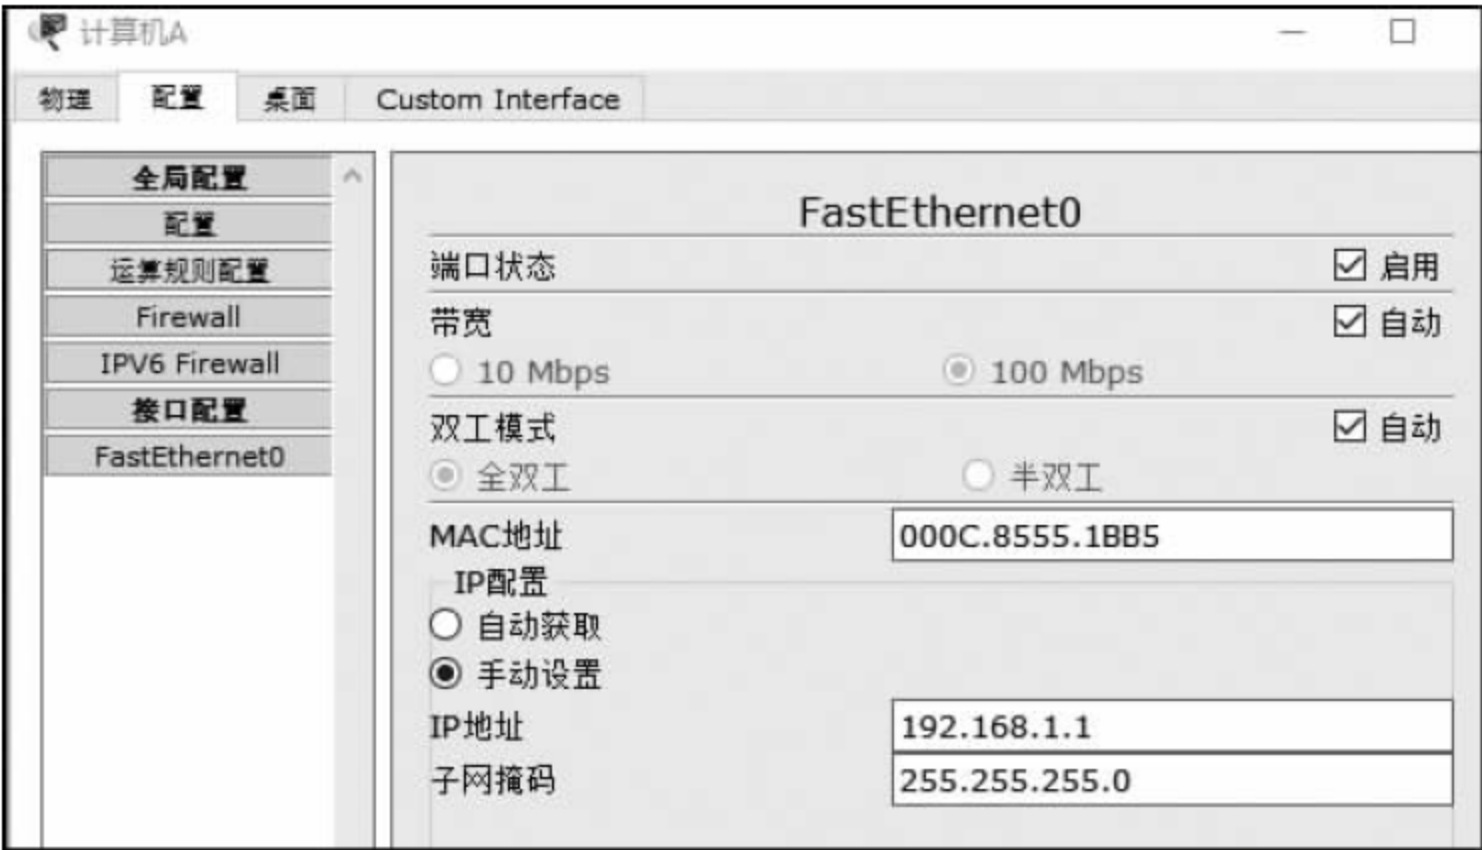 计算机A
物理 配置 桌面 Custom Interface
全局配置
配置
运算规则配置
Firewall
IPV6 Firewall
接口配置
FastEthernet0
FastEthernet0
端口状态 启用
带宽 自动
10 Mbps 100 Mbps
双工模式 自动
全双工 半双工
MAC地址 000C.8555.1BB5
IP配置
自动获取
手动设置
IP地址 192.168.1.1
子网掩码 255.255.255.0